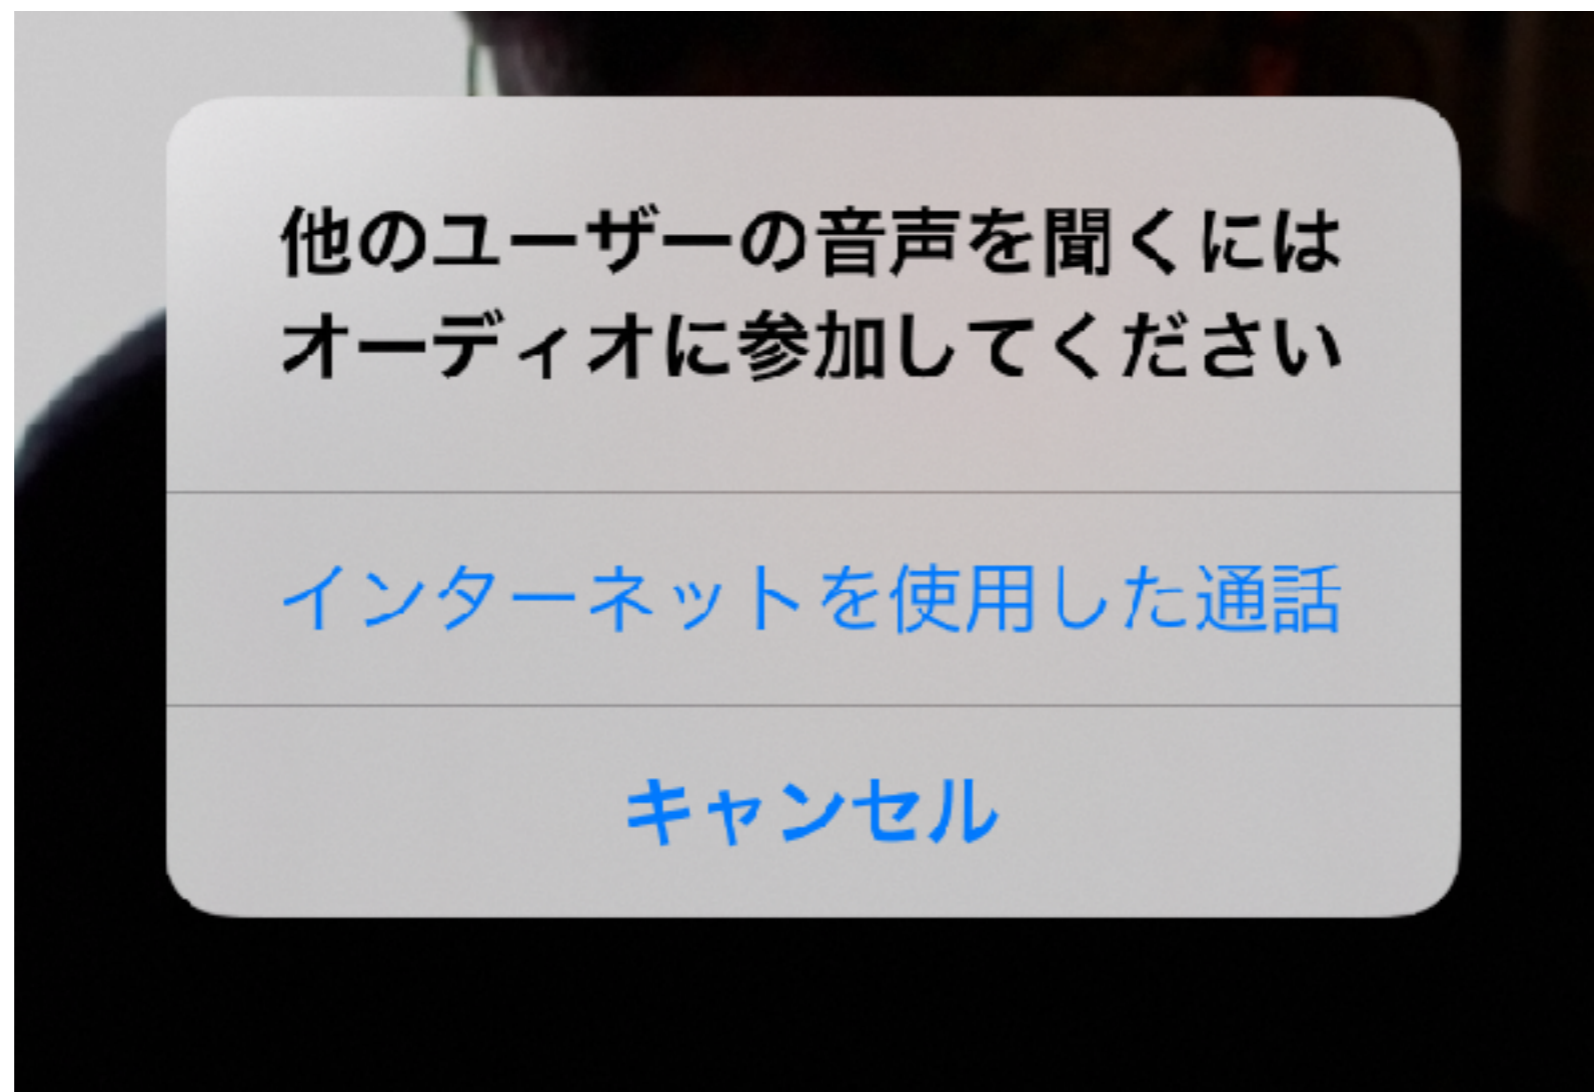 他のユーザーの音声を聞くには
オーディオに参加してください
インターネットを使用した通話
キャンセル